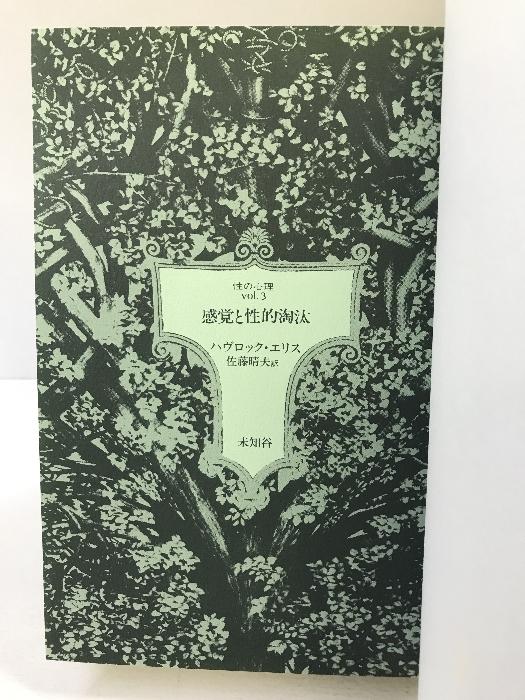 性の心理
vol. 3
感覚と性的淘汰
ハヴロック・エリス
佐藤晴夫訳
未知谷